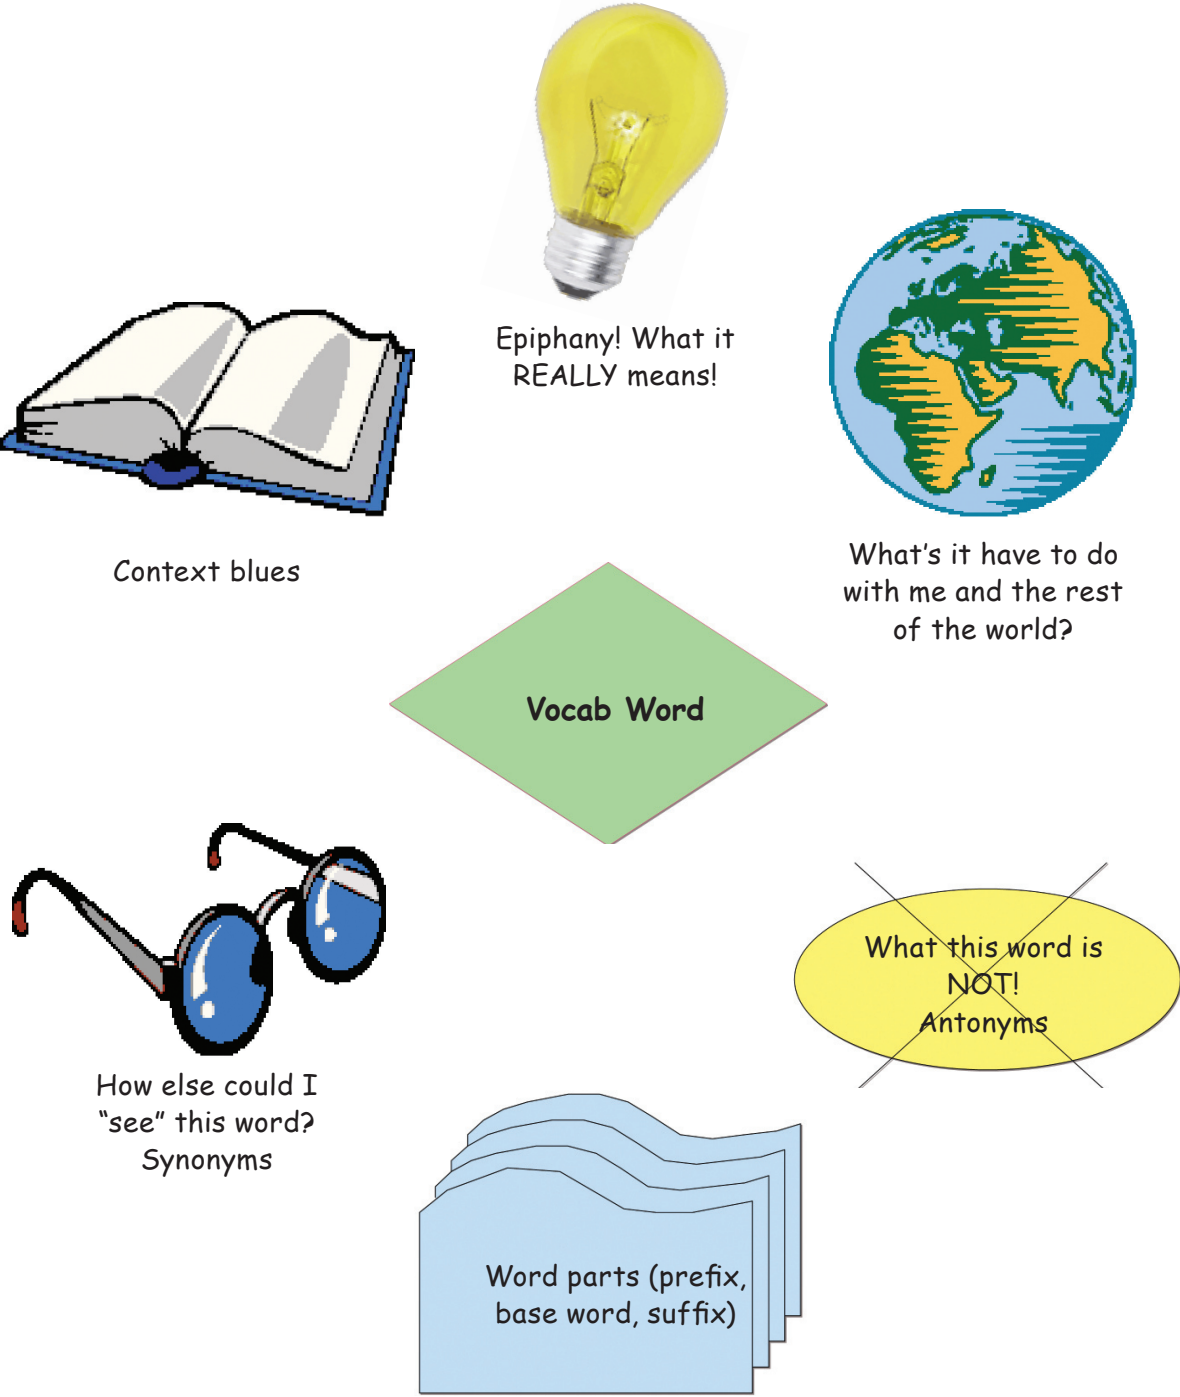 Epiphany! What it
REALLY means!
Context blues
What's it have to do
with me and the rest
of the world?
Vocab Word
How else could I
“see” this word?
Synonyms
What this word is
NOT!
Antonyms
Word parts (prefix,
base word, suffix)